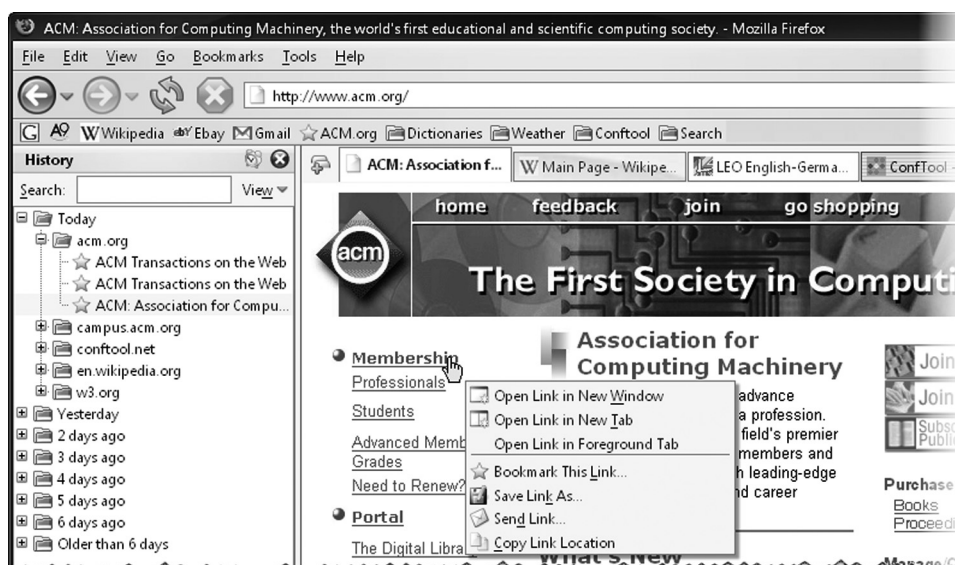 ACM: Association for Computing Machinery, the world's first educational and scientific computing society. - Mozilla Firefox
File Edit View Go Bookmarks Tools Help
http://www.acm.org/
G A9 W Wikipedia ebY Ebay Gmail ACM.org Dictionaries Weather Conftool Search
History
Search: View
ACM: Association f... W Main Page - Wikipe... LEO English-Germa... ConfTool -
Today
acm.org
ACM Transactions on the Web
ACM Transactions on the Web
ACM: Association for Compu...
campus.acm.org
conftool.net
en.wikipedia.org
w3.org
Yesterday
2 days ago
3 days ago
4 days ago
5 days ago
6 days ago
Older than 6 days
home feedback join go shopping
acm
The First Society in Computi
Membership
Professionals
Students
Advanced Memb
Grades
Need to Renew?
Portal
The Digital Libra
Association for
Computing Machinery
advance
a profession.
field's premier
members and
h leading-edge
nd career
What's New
Open Link in New Window
Open Link in New Tab
Open Link in Foreground Tab
Bookmark This Link...
Save Link As...
Send Link...
Copy Link Location
Join
Join
Subsc
Public
Purchase
Books
Proceedi